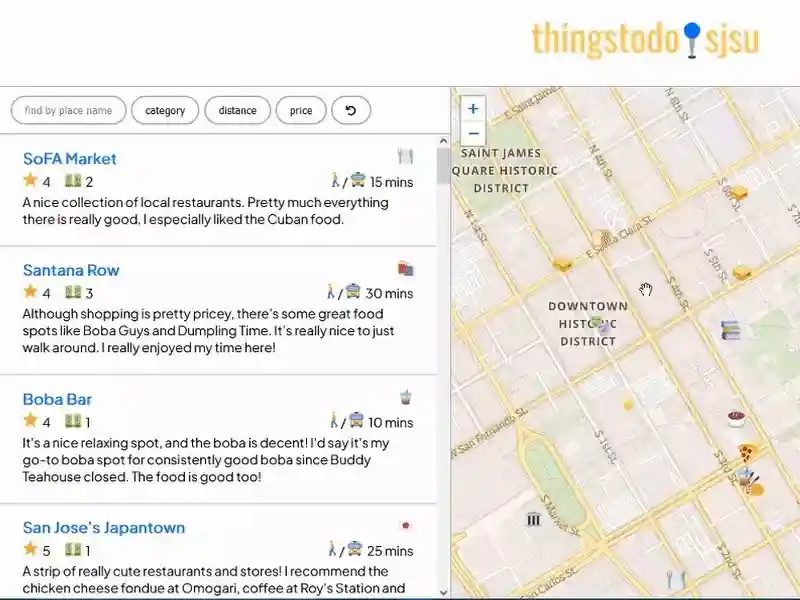 thingstodo sjsu
find by place name
category
distance
price
SoFA Market
4 2
/ 15 mins
A nice collection of local restaurants. Pretty much everything
there is really good, I especially liked the Cuban food.
Santana Row
4 3
/ 30 mins
Although shopping is pretty pricey, there's some great food
spots like Boba Guys and Dumpling Time. It's really nice to just
walk around. I really enjoyed my time here!
Boba Bar
4 1
/ 10 mins
It's a nice relaxing spot, and the boba is decent! I'd say it's my
go-to boba spot for consistently good boba since Buddy
Teahouse closed. The food is good too!
San Jose's Japantown
5 1
/ 25 mins
A strip of really cute restaurants and stores! I recommend the
chicken cheese fondue at Omogari, coffee at Roy's Station and
+
−
E Saint James
N 6th St.
SAINT JAMES
QUARE HISTORIC
DISTRICT
N 4th St.
N 1st St.
E Santa Clara St.
S 5th St.
S 4th St.
DOWNTOWN
HISTORIC
DISTRICT
W San Fernando St.
S 1st St.
S 3rd St.
S Market St.
S 2nd St.
San Carlos St.